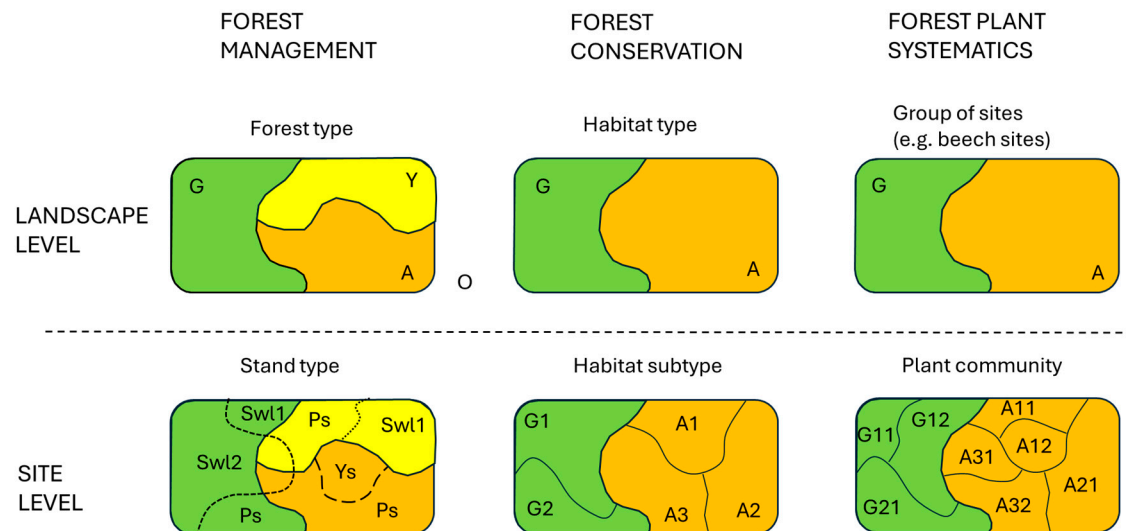 FOREST
MANAGEMENT
FOREST
CONSERVATION
FOREST PLANT
SYSTEMATICS
Forest type
Habitat type
Group of sites
(e.g. beech sites)
LANDSCAPE
LEVEL
G
Y
A
O
G
A
G
A
Stand type
Habitat subtype
Plant community
SITE
LEVEL
Swl1
Ps
Swl1
Swl2
Ys
Ps
Ps
G1
A1
G2
A3
A2
G11
G12
A11
A12
A31
A21
G21
A32